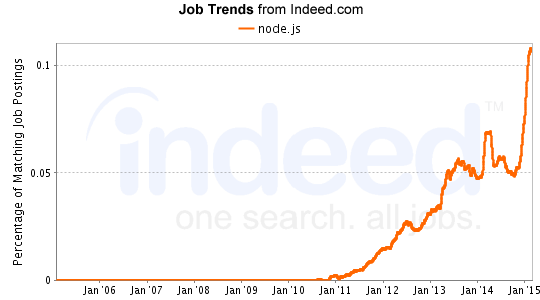 Job Trends from Indeed.com
node.js
Percentage of Matching Job Postings
0.1
0.05
0
indeed™
one search. all jobs.
Jan'06 Jan'07 Jan'08 Jan'09 Jan'10 Jan'11 Jan'12 Jan'13 Jan'14 Jan'15